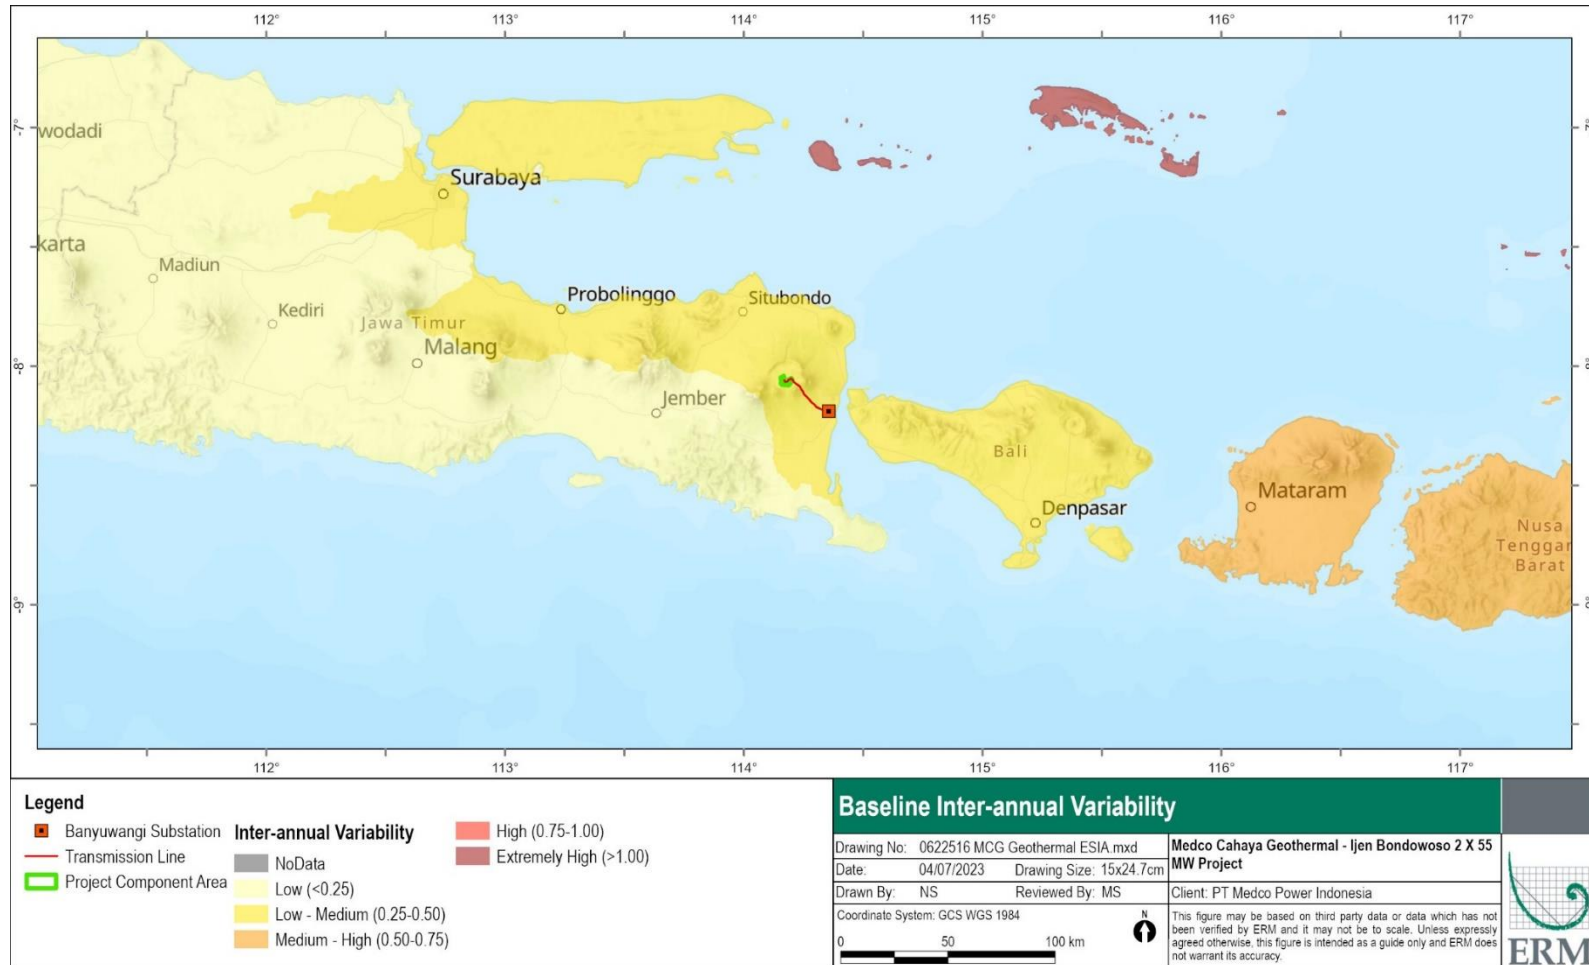 112° 113° 114° 115° 116° 117°
-7° wodadi 7°
Surabaya
karta
Madiun
Probolinggo Situbondo
Kediri
Jawa Timur
Malang
-8° 8°
Jember
Bali
Mataram
Denpasar
Nusa
Tenggar
Barat
-9° 9°
112° 113° 114° 115° 116° 117°
Legend
Banyuwangi Substation
Transmission Line
Project Component Area
Inter-annual Variability
NoData
Low (<0.25)
Low - Medium (0.25-0.50)
Medium - High (0.50-0.75)
High (0.75-1.00)
Extremely High (>1.00)
Baseline Inter-annual Variability
Drawing No: 0622516 MCG Geothermal ESIA.mxd
Date: 04/07/2023 Drawing Size: 15x24.7cm
Drawn By: NS Reviewed By: MS
Coordinate System: GCS WGS 1984
N
0 50 100 km
Medco Cahaya Geothermal - Ijen Bondowoso 2 X 55
MW Project
Client: PT Medco Power Indonesia
This figure may be based on third party data or data which has not
been verified by ERM and it may not be to scale. Unless expressly
agreed otherwise, this figure is intended as a guide only and ERM does
not warrant its accuracy.
ERM